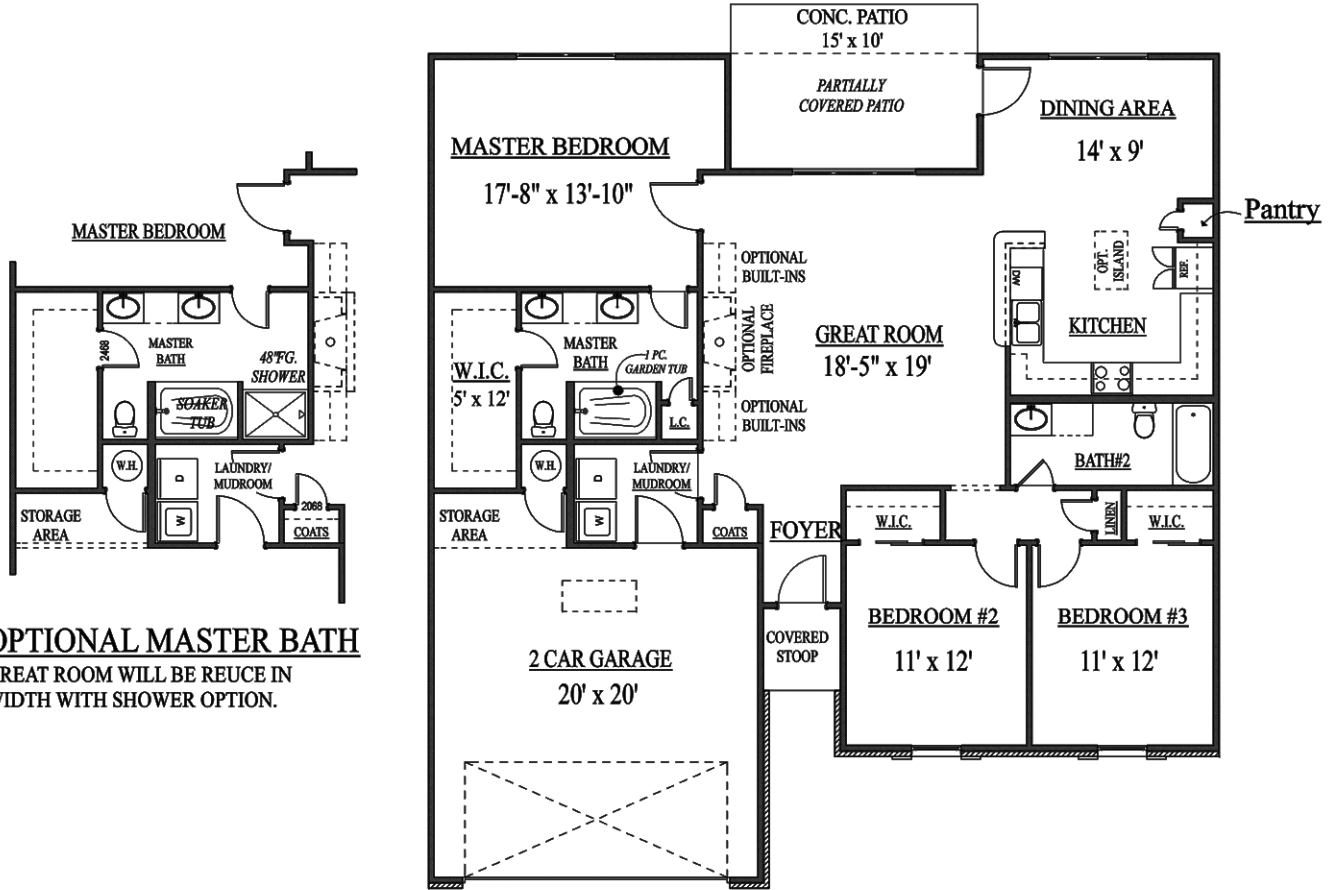 CONC. PATIO
15' x 10'
PARTIALLY
COVERED PATIO
DINING AREA
14' x 9'
MASTER BEDROOM
17'-8" x 13'-10"
Pantry
OPTIONAL
BUILT-INS
OPT.
ISLAND
REF.
DW
KITCHEN
GREAT ROOM
18'-5" x 19'
OPTIONAL
FIREPLACE
OPTIONAL
BUILT-INS
W.I.C.
5' x 12'
MASTER
BATH
1 PC.
GARDEN TUB
L.C.
BATH#2
W.H.
D
W
LAUNDRY/
MUDROOM
STORAGE
AREA
COATS
FOYER
W.I.C.
LINEN
W.I.C.
BEDROOM #2
11' x 12'
BEDROOM #3
11' x 12'
COVERED
STOOP
2 CAR GARAGE
20' x 20'
MASTER BEDROOM
2468
MASTER
BATH
48"FG.
SHOWER
SOAKER
TUB
W.H.
D
W
LAUNDRY/
MUDROOM
2068
COATS
STORAGE
AREA
OPTIONAL MASTER BATH
REAT ROOM WILL BE REUCE IN
IDTH WITH SHOWER OPTION.